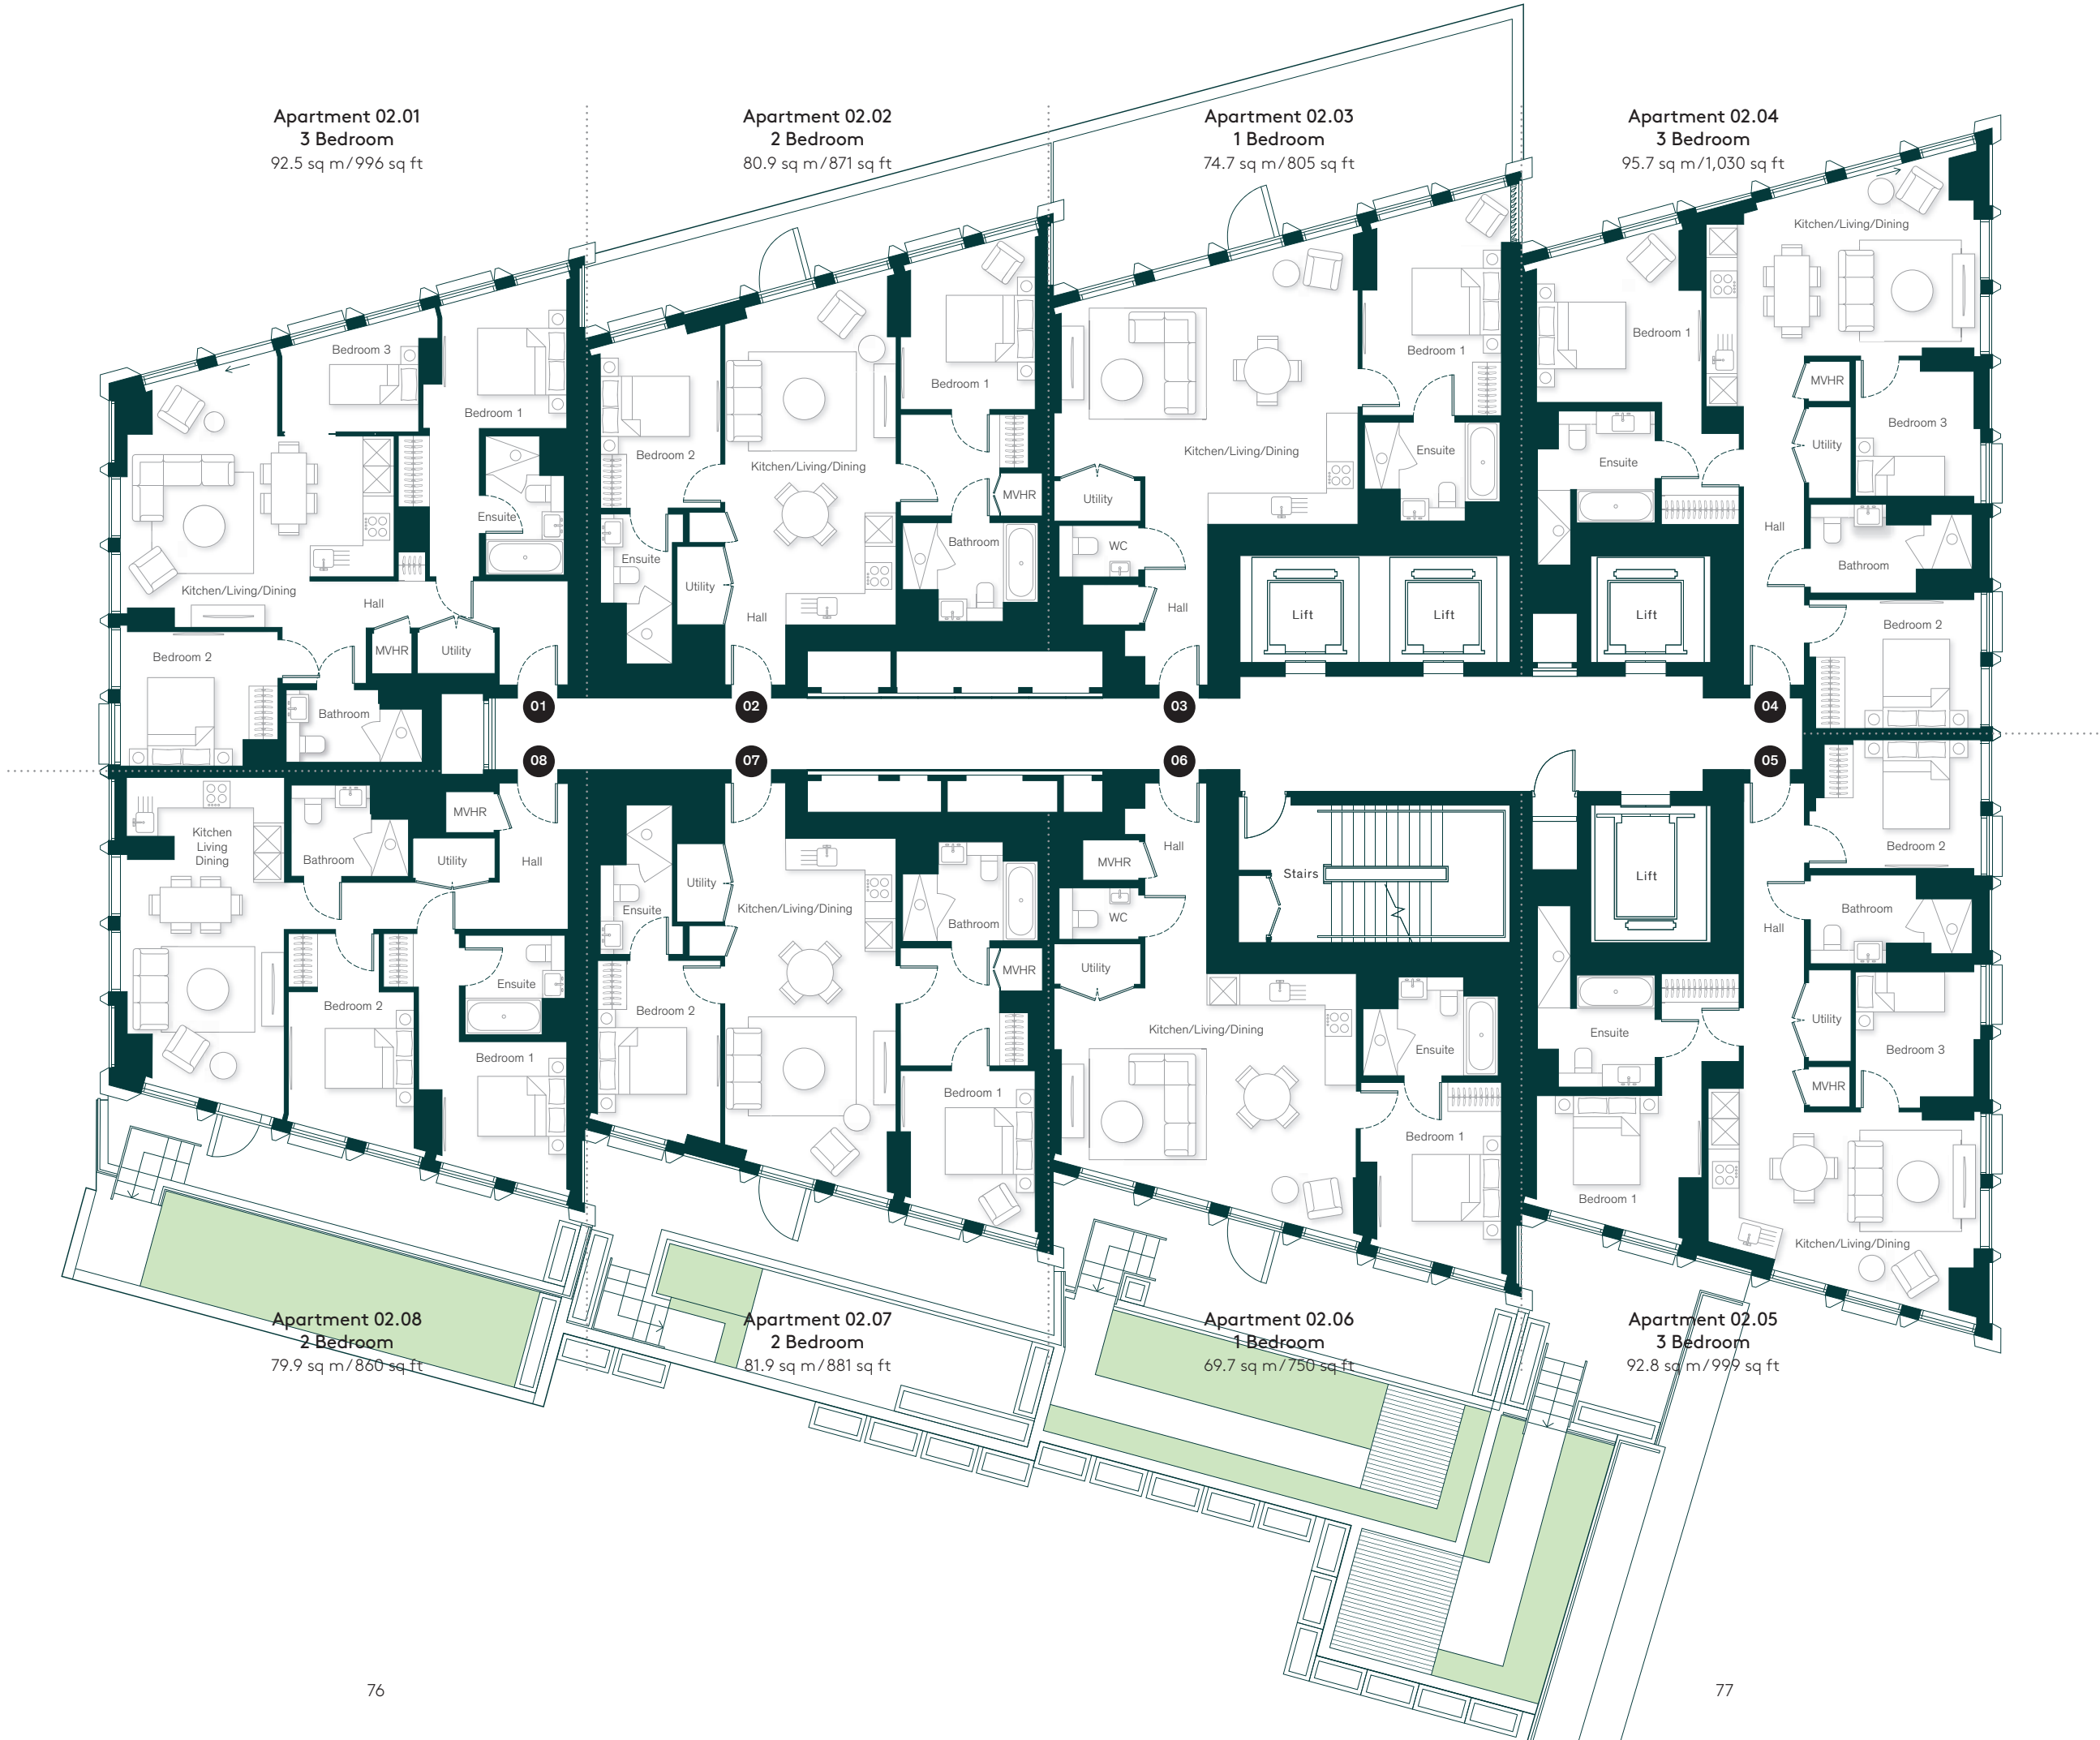 Apartment 02.01
3 Bedroom
92.5 sq m/996 sq ft
Apartment 02.02
2 Bedroom
80.9 sq m/871 sq ft
Apartment 02.03
1 Bedroom
74.7 sq m/805 sq ft
Apartment 02.04
3 Bedroom
95.7 sq m/1,030 sq ft
Bedroom 3
Bedroom 1
Ensuite
Kitchen/Living/Dining
Hall
MVHR
Utility
Bedroom 2
Bathroom
Bedroom 2
Kitchen/Living/Dining
Bedroom 1
MVHR
Ensuite
Bathroom
Utility
Hall
Bedroom 1
Kitchen/Living/Dining
Ensuite
Utility
WC
Hall
Lift
Lift
Lift
Kitchen/Living/Dining
Bedroom 1
MVHR
Bedroom 3
Utility
Ensuite
Hall
Bathroom
Bedroom 2
01
02
03
04
08
07
06
05
Kitchen
Living
Dining
MVHR
Bathroom
Utility
Hall
Ensuite
Bedroom 2
Bedroom 1
Utility
Ensuite
Kitchen/Living/Dining
Bathroom
MVHR
Bedroom 2
Bedroom 1
Hall
MVHR
WC
Utility
Kitchen/Living/Dining
Ensuite
Bedroom 1
Stairs
Lift
Bedroom 2
Bathroom
Hall
Utility
Ensuite
Bedroom 3
MVHR
Bedroom 1
Kitchen/Living/Dining
Apartment 02.08
2 Bedroom
79.9 sq m/860 sq ft
Apartment 02.07
2 Bedroom
81.9 sq m/881 sq ft
Apartment 02.06
1 Bedroom
69.7 sq m/750 sq ft
Apartment 02.05
3 Bedroom
92.8 sq m/999 sq ft
76
77